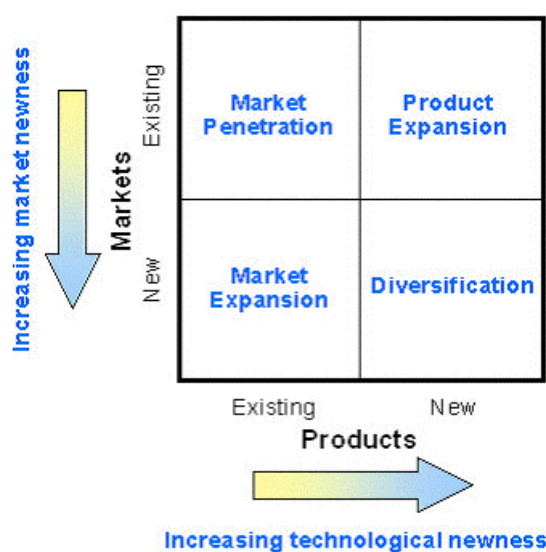 Increasing market newness
Markets
Existing
New
Market
Penetration
Product
Expansion
Market
Expansion
Diversification
Existing
New
Products
Increasing technological newness